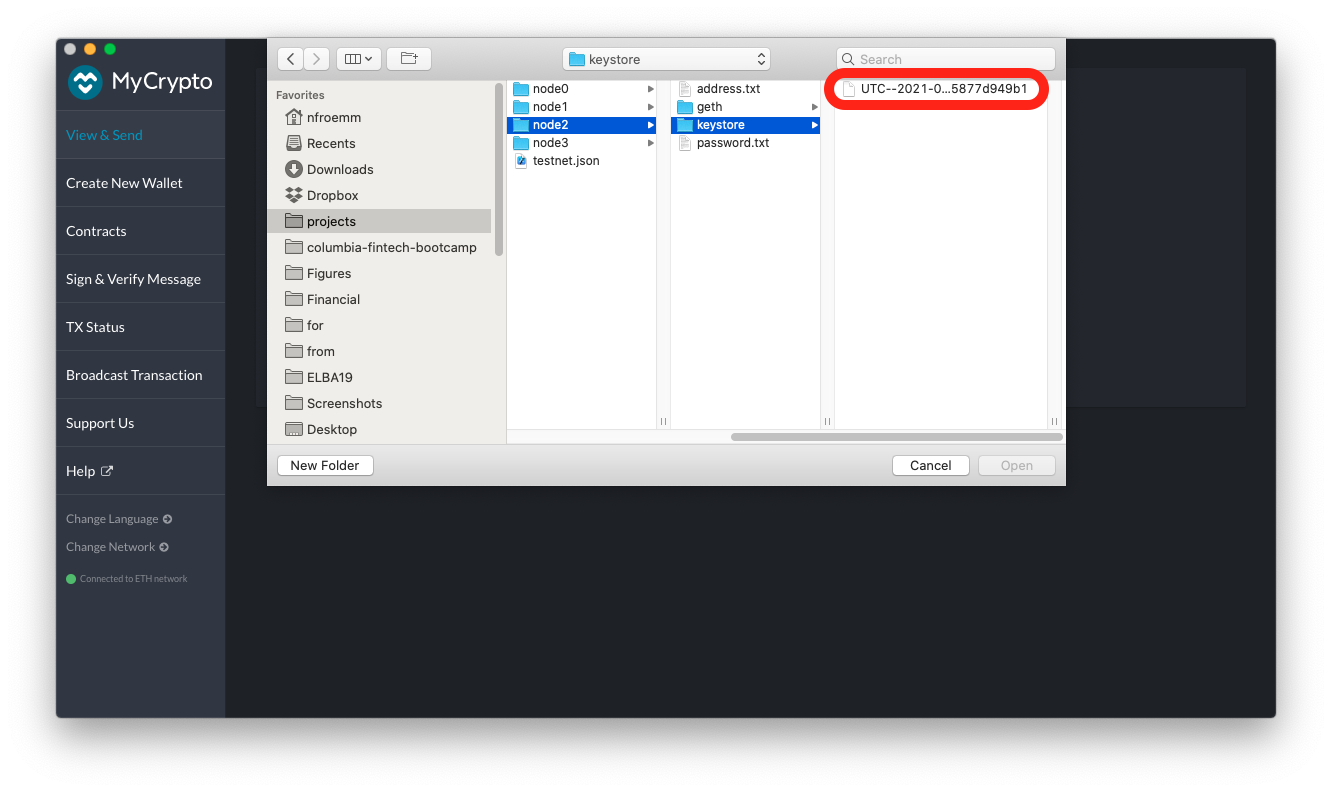 MyCrypto
View & Send
Create New Wallet
Contracts
Sign & Verify Message
TX Status
Broadcast Transaction
Support Us
Help
Change Language
Change Network
Connected to ETH network
keystore
Search
Favorites
nfroemm
Recents
Downloads
Dropbox
projects
columbia-fintech-bootcamp
Figures
Financial
for
from
ELBA19
Screenshots
Desktop
node0
node1
node2
node3
testnet.json
address.txt
geth
keystore
password.txt
UTC--2021-0...5877d949b1
New Folder
Cancel
Open